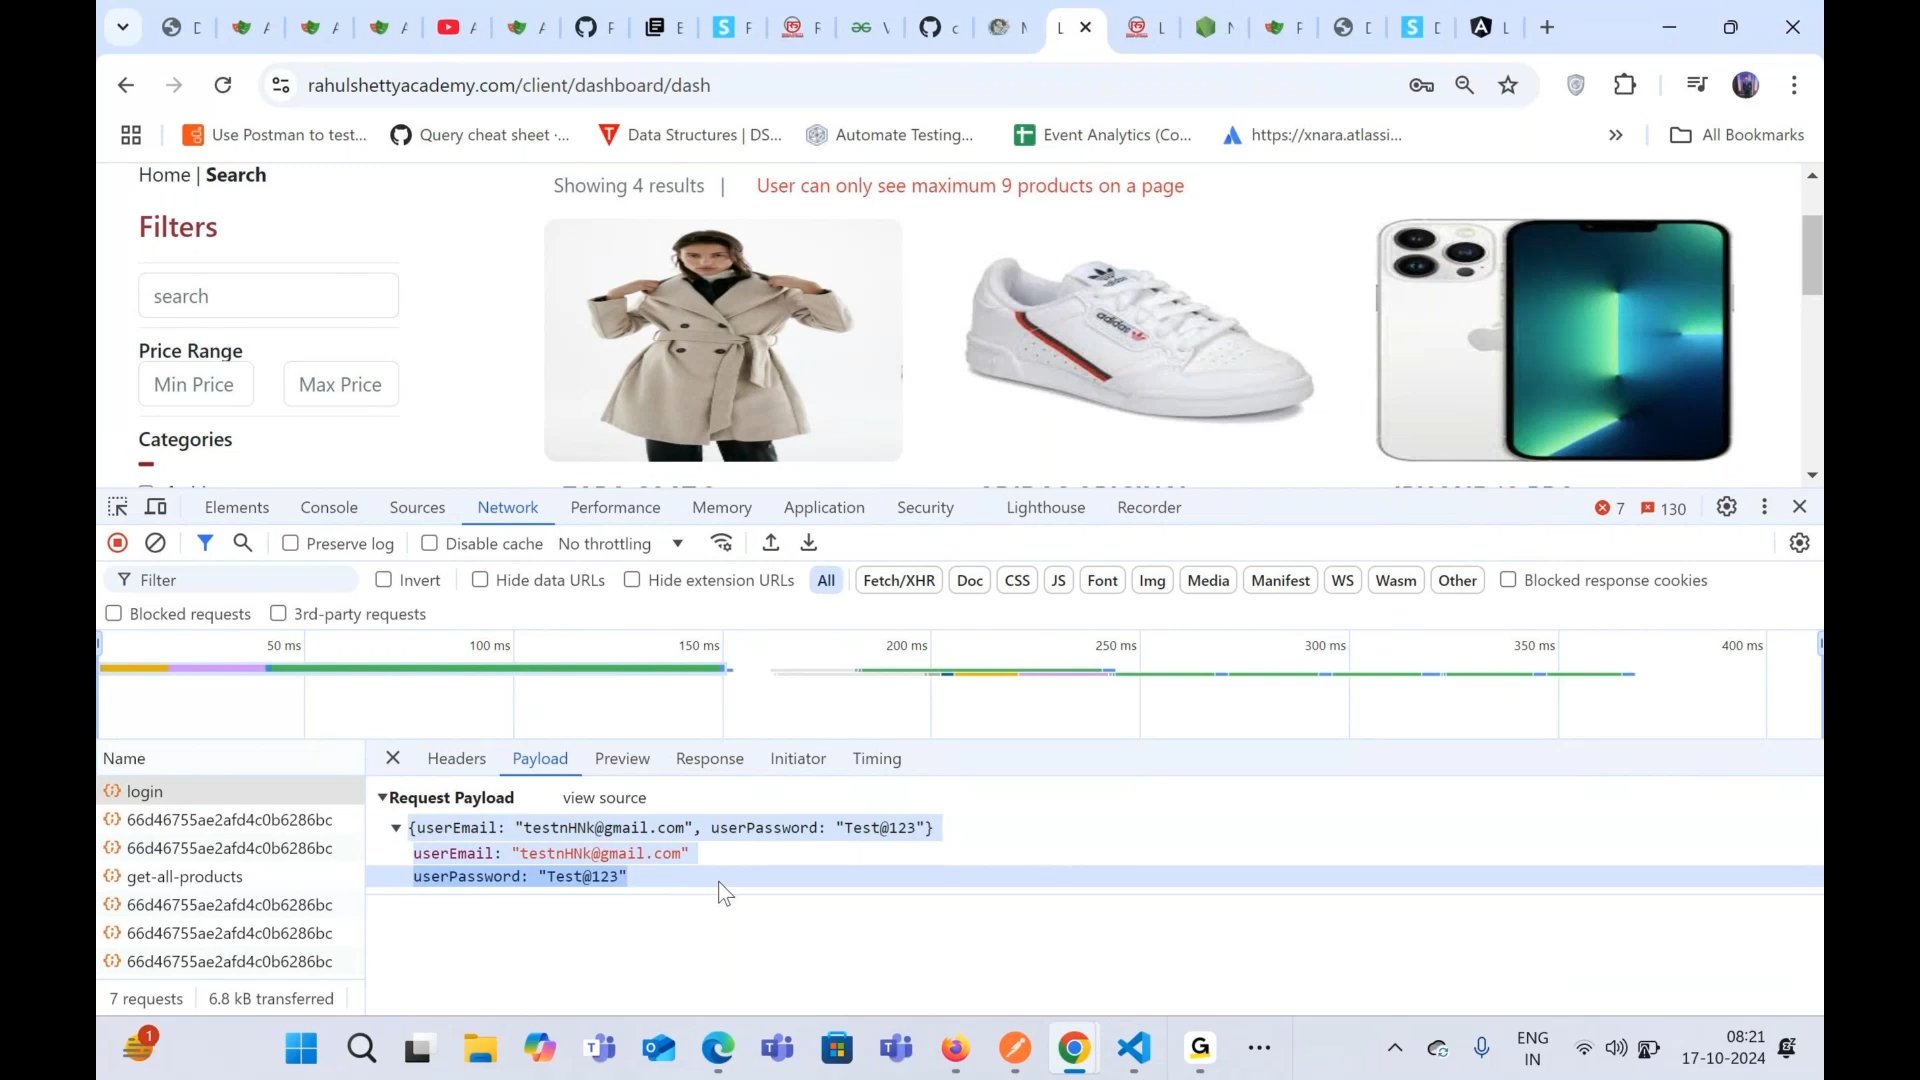 rahulshettyacademy.com/client/dashboard/dash
Use Postman to test...
Query cheat sheet ·...
Data Structures | DS...
Automate Testing...
Event Analytics (Co...
https://xnara.atlassi...
All Bookmarks
Home | Search
Showing 4 results |
User can only see maximum 9 products on a page
Filters
search
Price Range
Min Price
Max Price
Categories
adidas
Elements
Console
Sources
Network
Performance
Memory
Application
Security
Lighthouse
Recorder
7
130
Preserve log
Disable cache
No throttling
Filter
Invert
Hide data URLs
Hide extension URLs
All
Fetch/XHR
Doc
CSS
JS
Font
Img
Media
Manifest
WS
Wasm
Other
Blocked response cookies
Blocked requests
3rd-party requests
50 ms
100 ms
150 ms
200 ms
250 ms
300 ms
350 ms
400 ms
Name
Headers
Payload
Preview
Response
Initiator
Timing
login
66d46755ae2afd4c0b6286bc
66d46755ae2afd4c0b6286bc
get-all-products
66d46755ae2afd4c0b6286bc
66d46755ae2afd4c0b6286bc
66d46755ae2afd4c0b6286bc
Request Payload
view source
{userEmail: "testnHNk@gmail.com", userPassword: "Test@123"}
userEmail: "testnHNk@gmail.com"
userPassword: "Test@123"
7 requests
6.8 kB transferred
1
ENG
IN
08:21
17-10-2024